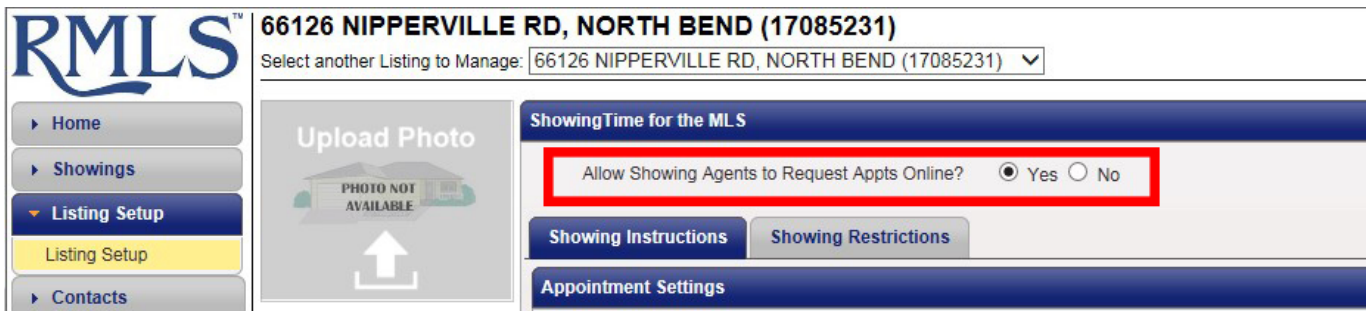 RMLS™
66126 NIPPERVILLE RD, NORTH BEND (17085231)
Select another Listing to Manage: 66126 NIPPERVILLE RD, NORTH BEND (17085231)
Home
Showings
Listing Setup
Listing Setup
Contacts
Upload Photo
PHOTO NOT
AVAILABLE
ShowingTime for the MLS
Allow Showing Agents to Request Appts Online? Yes No
Showing Instructions Showing Restrictions
Appointment Settings